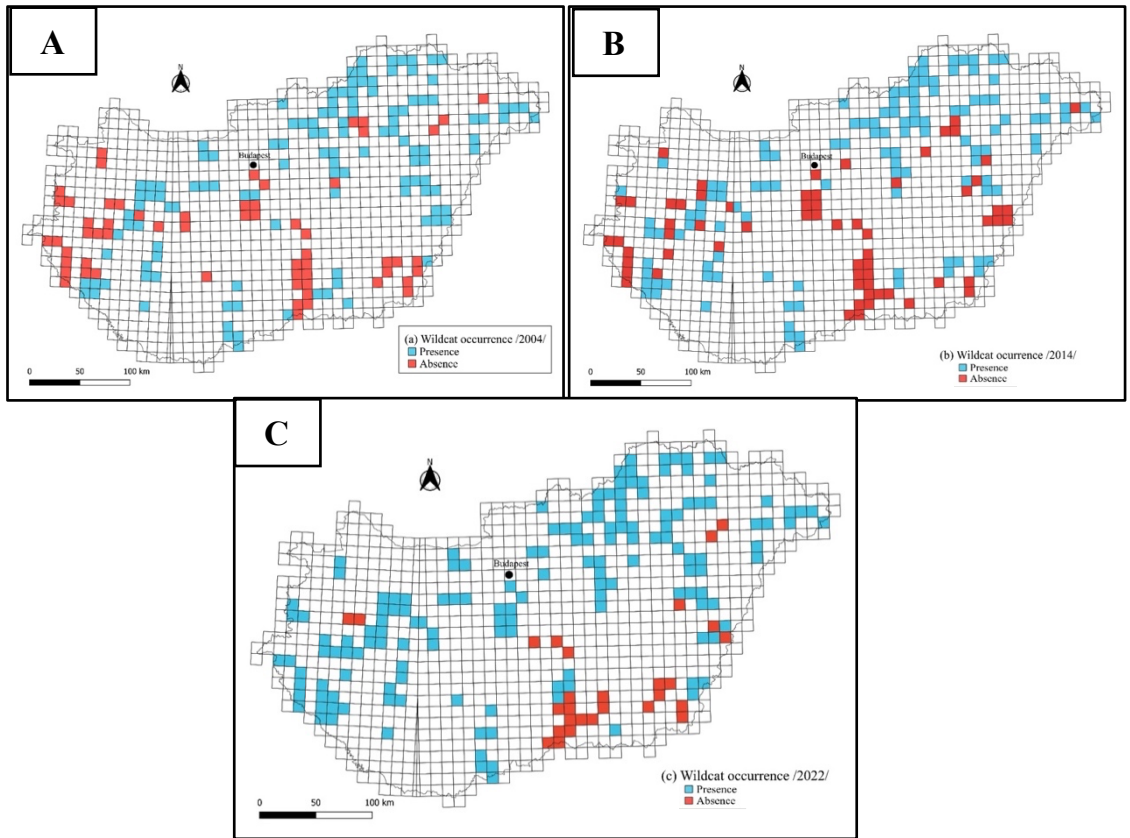 A
N
Budapest
(a) Wildcat occurrence /2004/
Presence
Absence
0 50 100 km
B
N
Budapest
(b) Wildcat occurrence /2014/
Presence
Absence
0 50 100 km
C
N
Budapest
(c) Wildcat occurrence /2022/
Presence
Absence
0 50 100 km